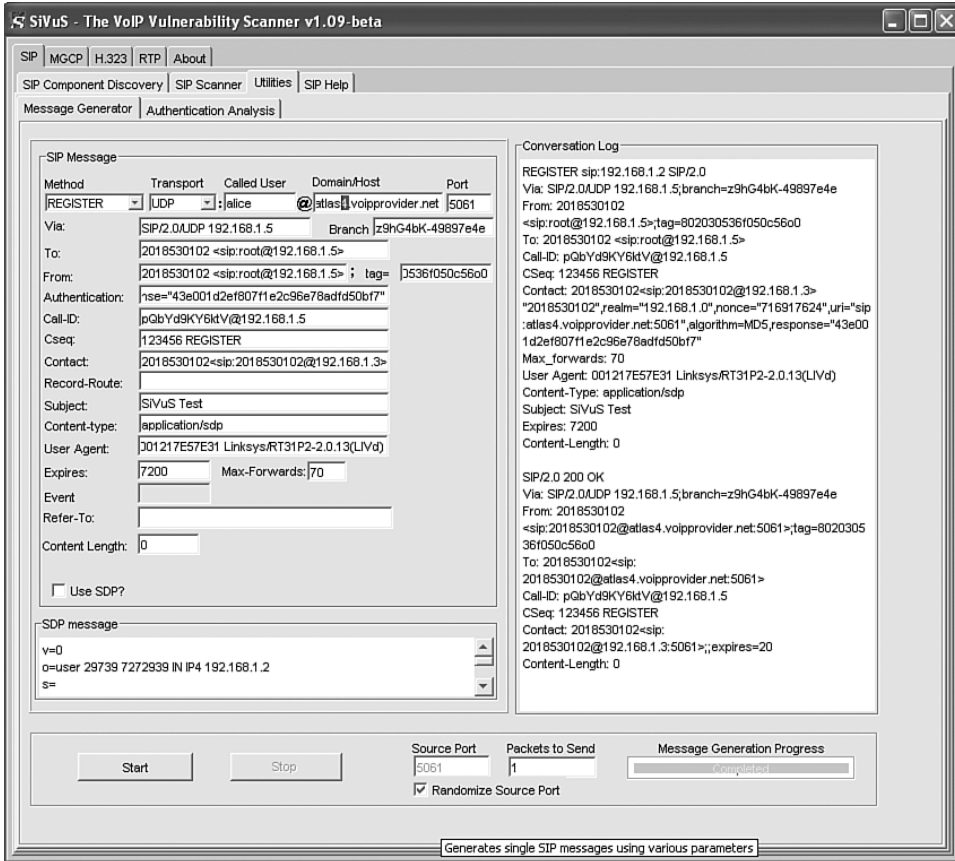 SiVuS - The VoIP Vulnerability Scanner v1.09-beta
SIP MGCP H.323 RTP About
SIP Component Discovery SIP Scanner Utilities SIP Help
Message Generator Authentication Analysis
SIP Message
Method Transport Called User Domain/Host Port
REGISTER UDP : alice @ atlas4.voipprovider.net 5061
Via: SIP/2.0/UDP 192.168.1.5 Branch z9hG4bK-49897e4e
To: 2018530102 <sip:root@192.168.1.5>
From: 2018530102 <sip:root@192.168.1.5> ; tag= 0536f050c56o0
Authentication: nse="43e001d2ef807f1e2c96e78adfd50bf7"
Call-ID: pQbYd9KY6ktV@192.168.1.5
Cseq: 123456 REGISTER
Contact: 2018530102<sip:2018530102@192.168.1.3>
Record-Route:
Subject: SiVuS Test
Content-type: application/sdp
User Agent: 001217E57E31 Linksys/RT31P2-2.0.13(LIVd)
Expires: 7200 Max-Forwards: 70
Event
Refer-To:
Content Length: 0
Use SDP?
SDP message
v=0
o=user 29739 7272939 IN IP4 192.168.1.2
s=
Conversation Log
REGISTER sip:192.168.1.2 SIP/2.0
Via: SIP/2.0/UDP 192.168.1.5;branch=z9hG4bK-49897e4e
From: 2018530102
<sip:root@192.168.1.5>;tag=802030536f050c56o0
To: 2018530102 <sip:root@192.168.1.5>
Call-ID: pQbYd9KY6ktV@192.168.1.5
CSeq: 123456 REGISTER
Contact: 2018530102<sip:2018530102@192.168.1.3>
"2018530102",realm="192.168.1.0",nonce="716917624",uri="sip
:atlas4.voipprovider.net:5061",algorithm=MD5,response="43e00
1d2ef807f1e2c96e78adfd50bf7"
Max_forwards: 70
User Agent: 001217E57E31 Linksys/RT31P2-2.0.13(LIVd)
Content-Type: application/sdp
Subject: SiVuS Test
Expires: 7200
Content-Length: 0
SIP/2.0 200 OK
Via: SIP/2.0/UDP 192.168.1.5;branch=z9hG4bK-49897e4e
From: 2018530102
<sip:2018530102@atlas4.voipprovider.net:5061>;tag=8020305
36f050c56o0
To: 2018530102<sip:
2018530102@atlas4.voipprovider.net:5061>
Call-ID: pQbYd9KY6ktV@192.168.1.5
CSeq: 123456 REGISTER
Contact: 2018530102<sip:
2018530102@192.168.1.3:5061>;;expires=20
Content-Length: 0
Start Stop
Source Port Packets to Send Message Generation Progress
5061 1 Completed
Randomize Source Port
Generates single SIP messages using various parameters